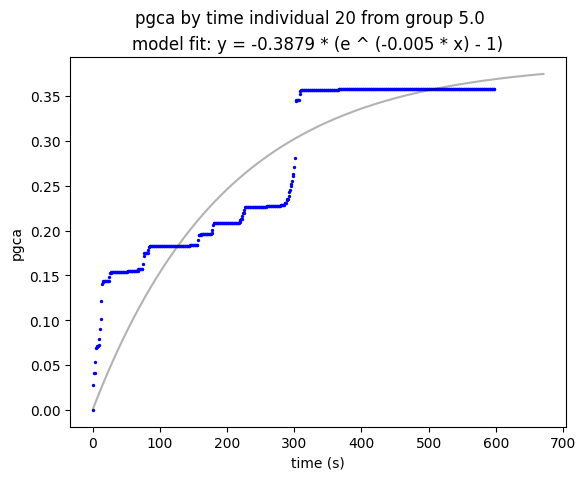 pgca by time individual 20 from group 5.0
model fit: y = -0.3879 * (e ^ (-0.005 * x) - 1)
0.35
0.30
0.25
0.20
0.15
0.10
0.05
0.00
pgca
0 100 200 300 400 500 600 700
time (s)